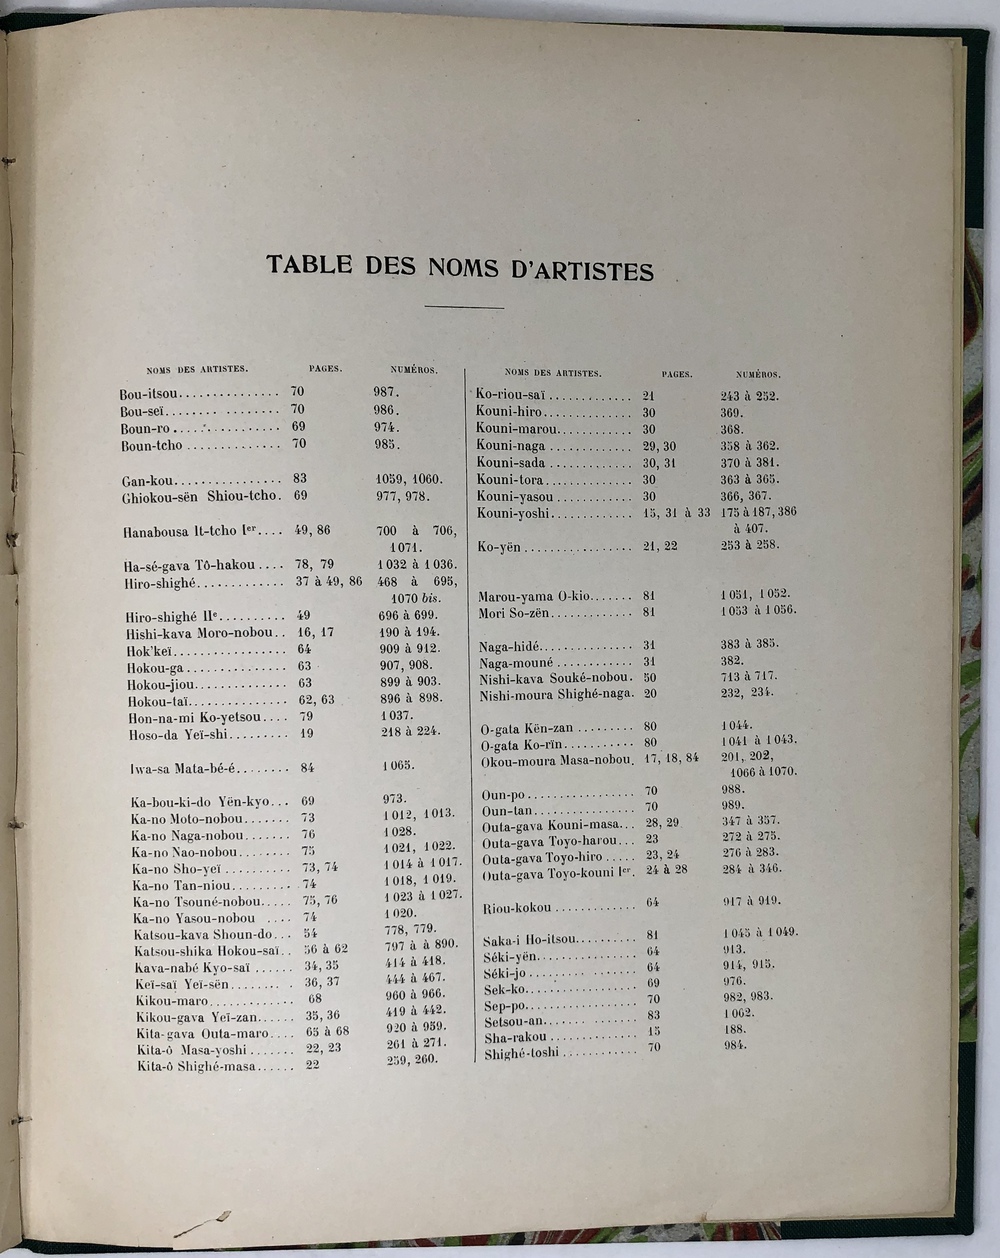 TABLE DES NOMS D'ARTISTES
NOMS DES ARTISTES. PAGES. NUMÉROS.
Bou-itsou............... 70 987.
Bou-seï................. 70 986.
Boun-ro................ 69 974.
Boun-tcho.............. 70 985.
Gan-kou................ 83 1059, 1060.
Ghiokou-sën Shiou-tcho. 69 977, 978.
Hanabousa It-tcho Ier.... 49, 86 700 à 706,
1071.
Ha-sé-gava Tô-hakou.... 78, 79 1032 à 1036.
Hiro-shighé............. 37 à 49, 86 468 à 695,
1070 bis.
Hiro-shighé IIe.......... 49 696 à 699.
Hishi-kava Moro-nobou.. 16, 17 190 à 194.
Hok'keï................. 64 909 à 912.
Hokou-ga............... 63 907, 908.
Hokou-jiou.............. 63 899 à 903.
Hokou-taï............... 62, 63 896 à 898.
Hon-na-mi Ko-yetsou.... 79 1037.
Hoso-da Yeï-shi......... 19 218 à 224.
Iwa-sa Mata-bé-é........ 84 1065.
Ka-bou-ki-do Yën-kyo... 69 973.
Ka-no Moto-nobou....... 73 1012, 1013.
Ka-no Naga-nobou....... 76 1028.
Ka-no Nao-nobou........ 75 1021, 1022.
Ka-no Sho-yeï.......... 73, 74 1014 à 1017.
Ka-no Tan-niou.......... 74 1018, 1019.
Ka-no Tsouné-nobou..... 75, 76 1023 à 1027.
Ka-no Yasou-nobou .... 74 1020.
Katsou-kava Shoun-do... 54 778, 779.
Katsou-shika Hokou-saï.. 56 à 62 797 à à 890.
Kava-nabé Kyo-saï ...... 34, 35 414 à 418.
Keï-saï Yeï-sën......... 36, 37 444 à 467.
Kikou-maro............. 68 960 à 966.
Kikou-gava Yeï-zan...... 35, 36 419 à 442.
Kita-gava Outa-maro.... 65 à 68 920 à 959.
Kita-ô Masa-yoshi....... 22, 23 261 à 271.
Kita-ô Shighé-masa...... 22 259, 260.
NOMS DES ARTISTES. PAGES. NUMÉROS.
Ko-riou-saï............. 21 243 à 252.
Kouni-hiro.............. 30 369.
Kouni-marou............ 30 368.
Kouni-naga............. 29, 30 358 à 362.
Kouni-sada............. 30, 31 370 à 381.
Kouni-tora.............. 30 363 à 365.
Kouni-yasou............ 30 366, 367.
Kouni-yoshi............. 15, 31 à 33 175 à 187, 386
à 407.
Ko-yën................. 21, 22 253 à 258.
Marou-yama O-kio....... 81 1051, 1052.
Mori So-zën............. 81 1053 à 1056.
Naga-hidé............... 31 383 à 385.
Naga-mouné............ 31 382.
Nishi-kava Souké-nobou. 50 713 à 717.
Nishi-moura Shighé-naga. 20 232, 234.
O-gata Kën-zan ......... 80 1044.
O-gata Ko-rïn........... 80 1041 à 1043.
Okou-moura Masa-nobou. 17, 18, 84 201, 202,
1066 à 1070.
Oun-po................. 70 988.
Oun-tan................ 70 989.
Outa-gava Kouni-masa... 28, 29 347 à 357.
Outa-gava Toyo-harou... 23 272 à 275.
Outa-gava Toyo-hiro ..... 23, 24 276 à 283.
Outa-gava Toyo-kouni Ier. 24 à 28 284 à 346.
Riou-kokou............. 64 917 à 919.
Saka-i Ho-itsou.......... 81 1045 à 1049.
Séki-yën................ 64 913.
Séki-jo................. 64 914, 915.
Sek-ko.................. 69 976.
Sep-po.................. 70 982, 983.
Setsou-an............... 83 1062.
Sha-rakou.............. 15 188.
Shighé-toshi............ 70 984.